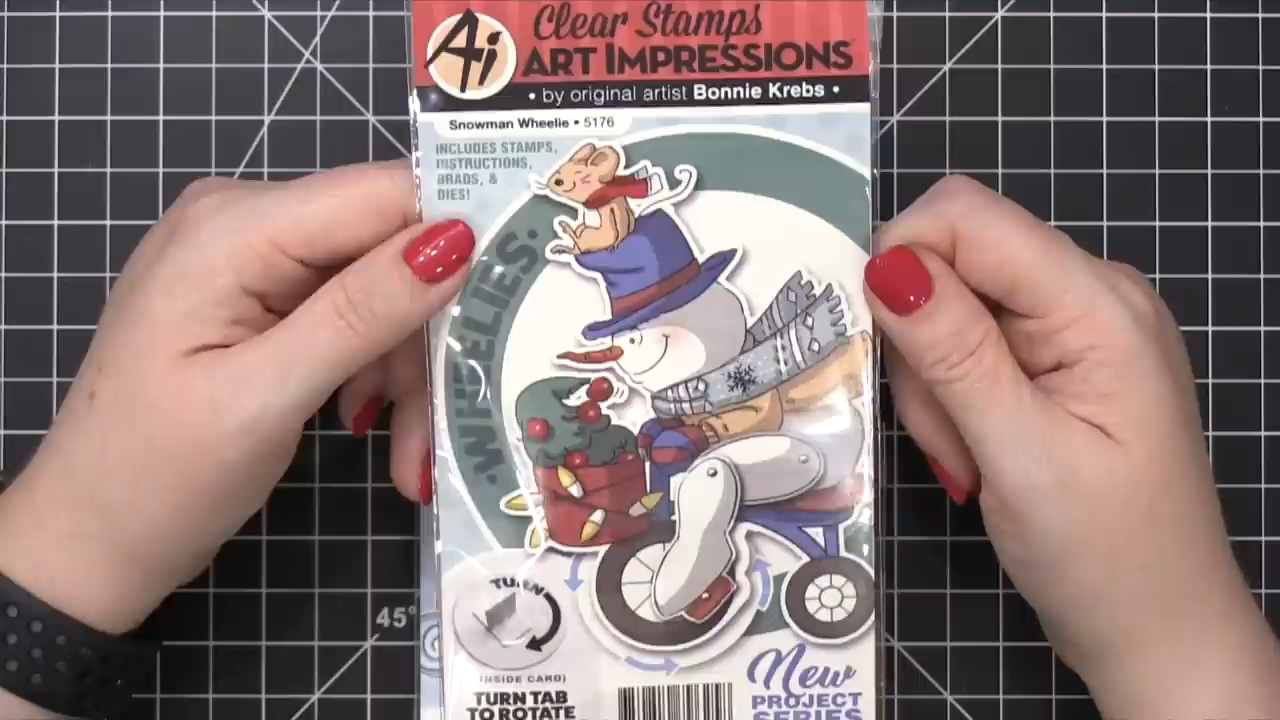 Ai
Clear Stamps
ART IMPRESSIONS
• by original artist Bonnie Krebs •
Snowman Wheelie • 5176
INCLUDES STAMPS,
INSTRUCTIONS,
BRADS, &
DIES!
•WHEELIES•
TURN
(INSIDE CARD)
TURN TAB
TO ROTATE
New
PROJECT
SERIES
45°